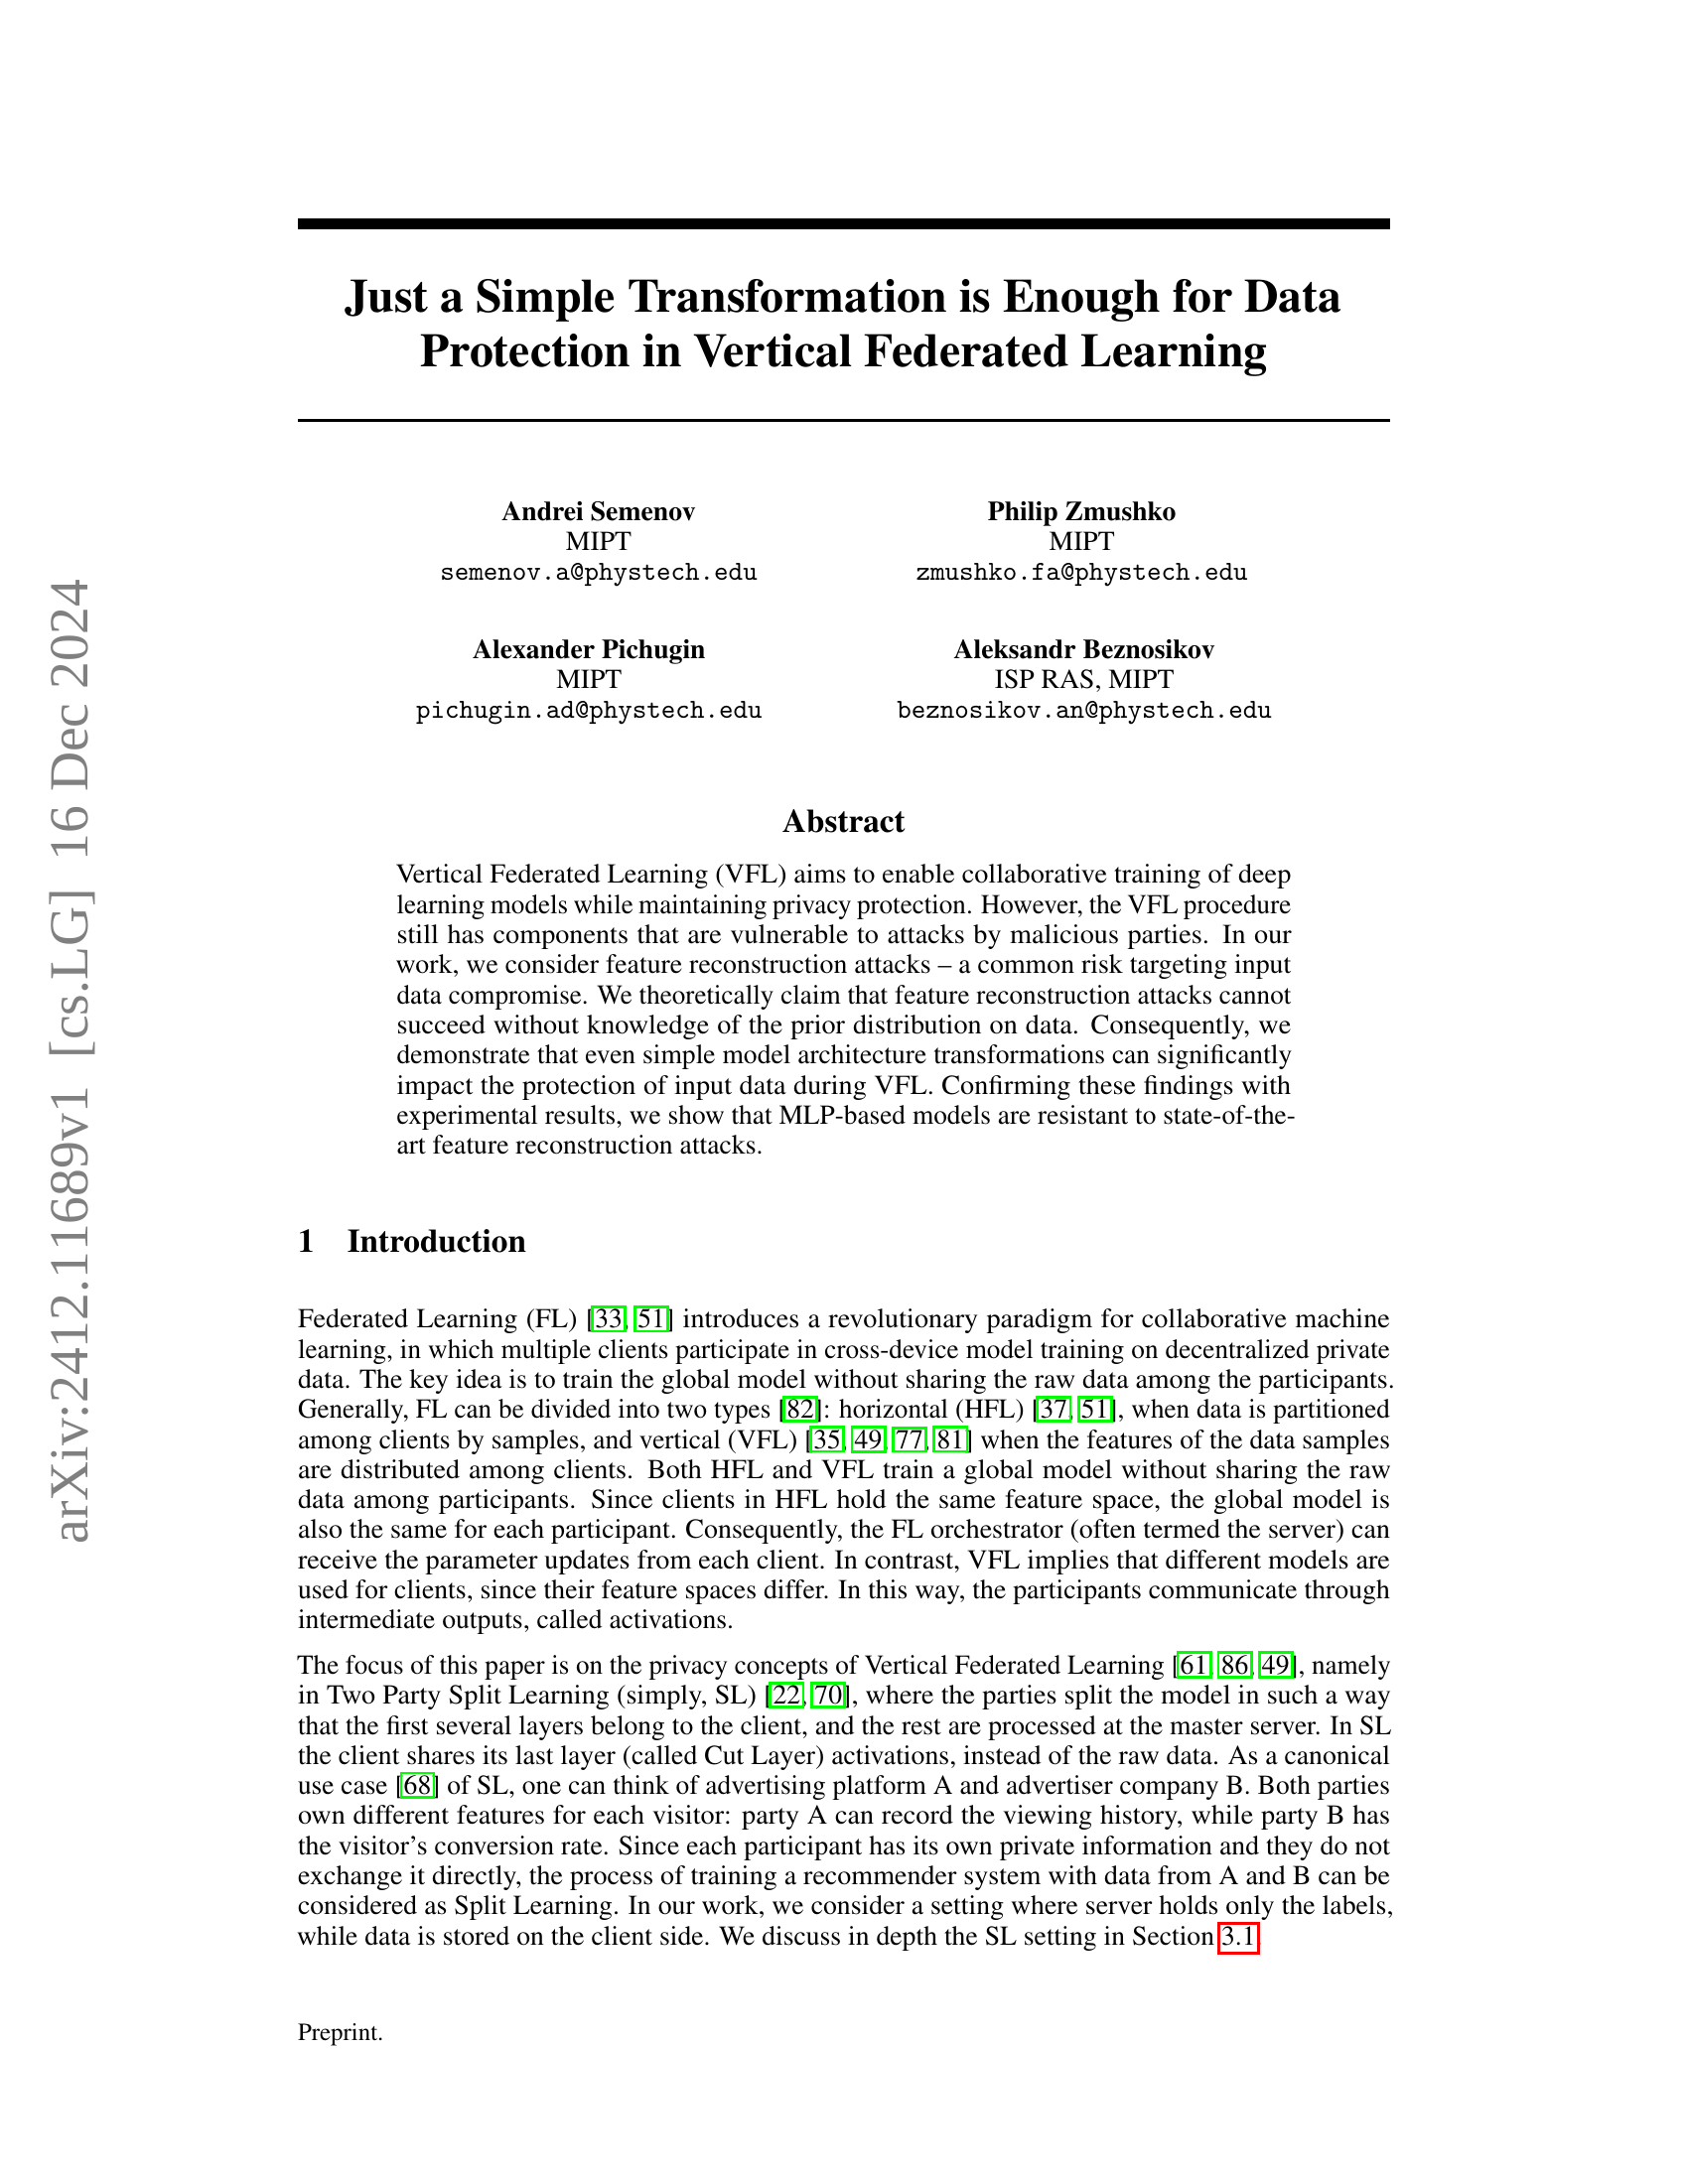 Just a Simple Transformation is Enough for Data
Protection in Vertical Federated Learning
Andrei Semenov
MIPT
semenov.a@phystech.edu
Philip Zmushko
MIPT
zmushko.fa@phystech.edu
Alexander Pichugin
MIPT
pichugin.ad@phystech.edu
Aleksandr Beznosikov
ISP RAS, MIPT
beznosikov.an@phystech.edu
arXiv:2412.11689v1 [cs.LG] 16 Dec 2024
Abstract
Vertical Federated Learning (VFL) aims to enable collaborative training of deep
learning models while maintaining privacy protection. However, the VFL procedure
still has components that are vulnerable to attacks by malicious parties. In our
work, we consider feature reconstruction attacks – a common risk targeting input
data compromise. We theoretically claim that feature reconstruction attacks cannot
succeed without knowledge of the prior distribution on data. Consequently, we
demonstrate that even simple model architecture transformations can significantly
impact the protection of input data during VFL. Confirming these findings with
experimental results, we show that MLP-based models are resistant to state-of-the-
art feature reconstruction attacks.
1 Introduction
Federated Learning (FL) [33, 51] introduces a revolutionary paradigm for collaborative machine
learning, in which multiple clients participate in cross-device model training on decentralized private
data. The key idea is to train the global model without sharing the raw data among the participants.
Generally, FL can be divided into two types [82]: horizontal (HFL) [37, 51], when data is partitioned
among clients by samples, and vertical (VFL) [35, 49, 77, 81] when the features of the data samples
are distributed among clients. Both HFL and VFL train a global model without sharing the raw
data among participants. Since clients in HFL hold the same feature space, the global model is
also the same for each participant. Consequently, the FL orchestrator (often termed the server) can
receive the parameter updates from each client. In contrast, VFL implies that different models are
used for clients, since their feature spaces differ. In this way, the participants communicate through
intermediate outputs, called activations.
The focus of this paper is on the privacy concepts of Vertical Federated Learning [61, 86, 49], namely
in Two Party Split Learning (simply, SL) [22, 70], where the parties split the model in such a way
that the first several layers belong to the client, and the rest are processed at the master server. In SL
the client shares its last layer (called Cut Layer) activations, instead of the raw data. As a canonical
use case [68] of SL, one can think of advertising platform A and advertiser company B. Both parties
own different features for each visitor: party A can record the viewing history, while party B has
the visitor's conversion rate. Since each participant has its own private information and they do not
exchange it directly, the process of training a recommender system with data from A and B can be
considered as Split Learning. In our work, we consider a setting where server holds only the labels,
while data is stored on the client side. We discuss in depth the SL setting in Section 3.1.
Preprint.